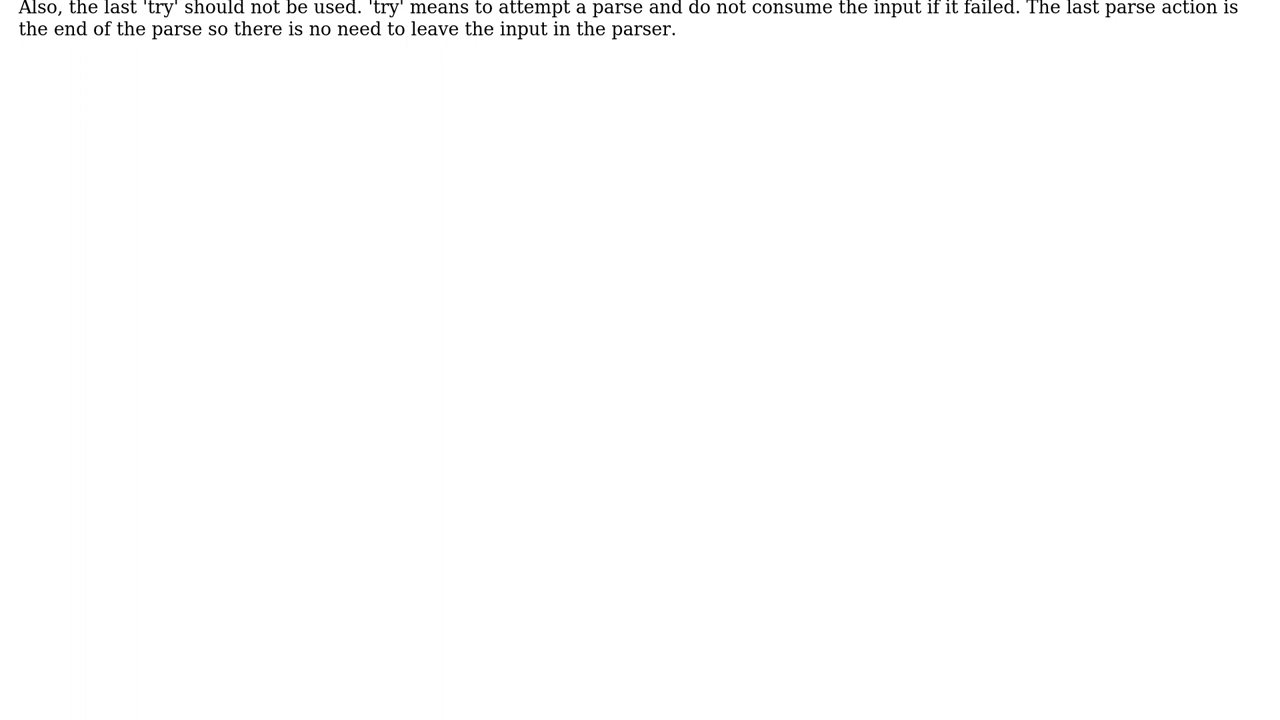 Also, the last 'try' should not be used. 'try' means to attempt a parse and do not consume the input if it failed. The last parse action is
the end of the parse so there is no need to leave the input in the parser.